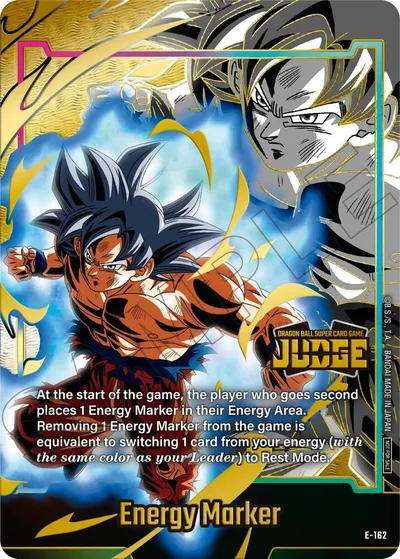 DRAGON BALL SUPER CARD GAME
JUDGE
At the start of the game, the player who goes second
places 1 Energy Marker in their Energy Area.
Removing 1 Energy Marker from the game is
equivalent to switching 1 card from your energy (with
the same color as your Leader) to Rest Mode.
Energy Marker
E-162
©B.S./S., T.A. BANDAI MADE IN JAPAN
NOT FOR SALE